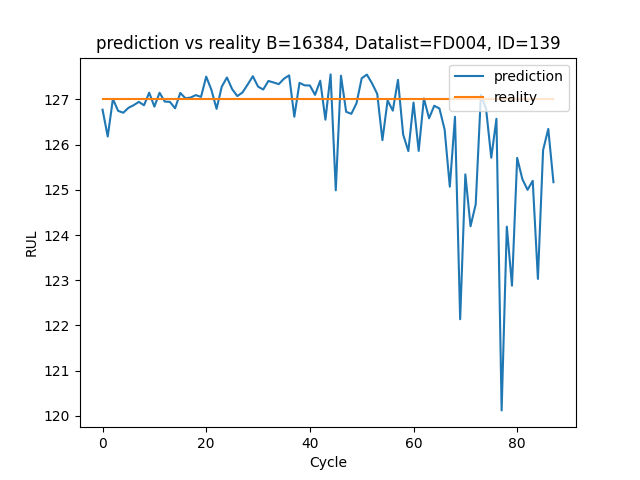 prediction vs reality B=16384, Datalist=FD004, ID=139
prediction
reality
127
126
125
124
123
122
121
120
RUL
0 20 40 60 80
Cycle